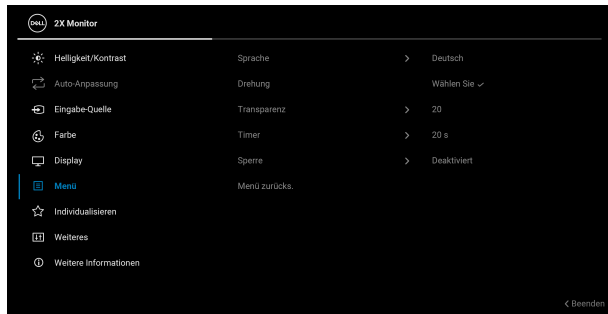 DELL 2X Monitor
Helligkeit/Kontrast Sprache > Deutsch
Auto-Anpassung Drehung Wählen Sie ✓
Eingabe-Quelle Transparenz > 20
Farbe Timer > 20 s
Display Sperre > Deaktiviert
Menü Menü zurücks.
Individualisieren
Weiteres
Weitere Informationen
< Beenden